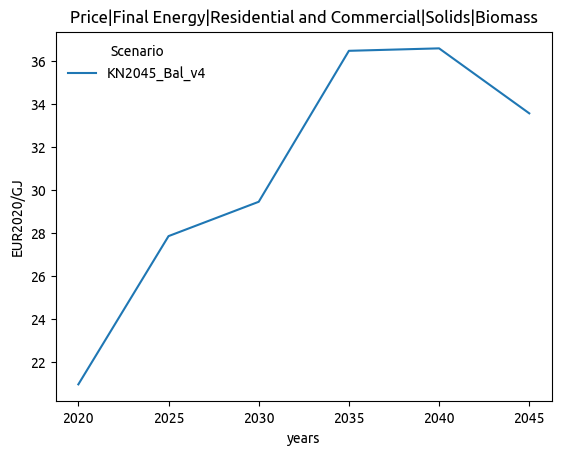 Price|Final Energy|Residential and Commercial|Solids|Biomass
Scenario
KN2045_Bal_v4
EUR2020/GJ
36
34
32
30
28
26
24
22
2020 2025 2030 2035 2040 2045
years